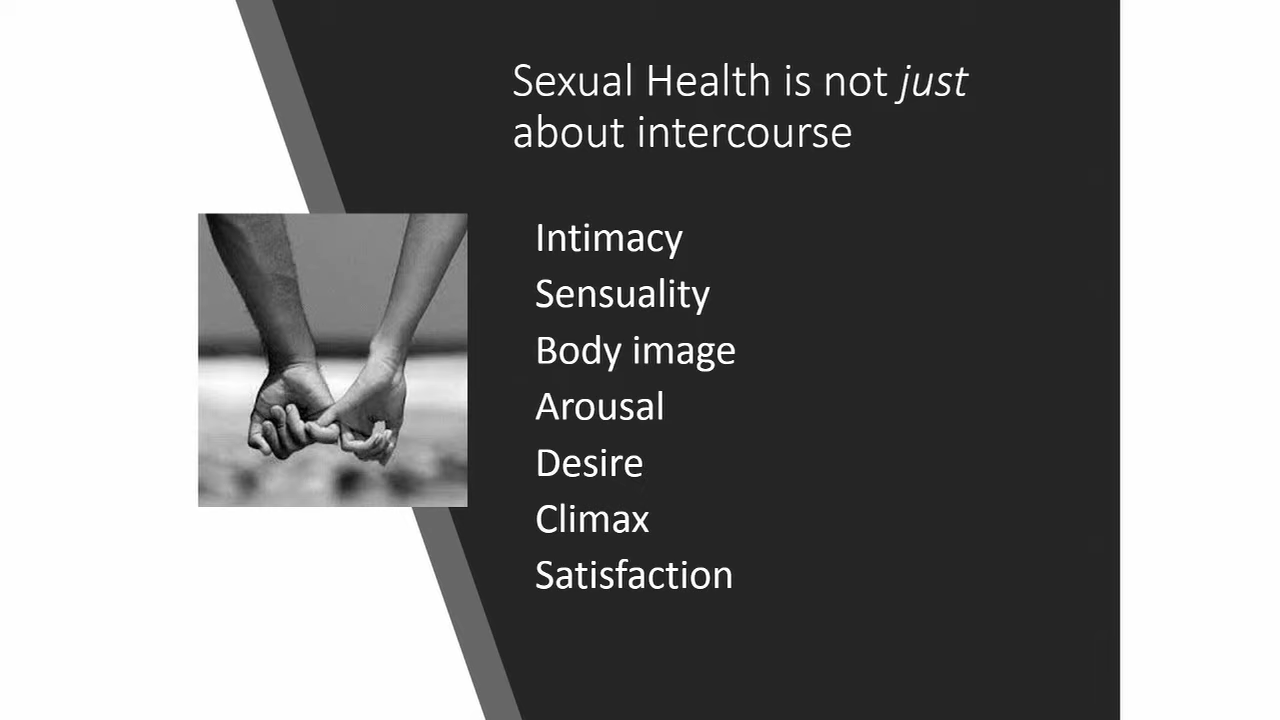 Sexual Health is not just
about intercourse
Intimacy
Sensuality
Body image
Arousal
Desire
Climax
Satisfaction